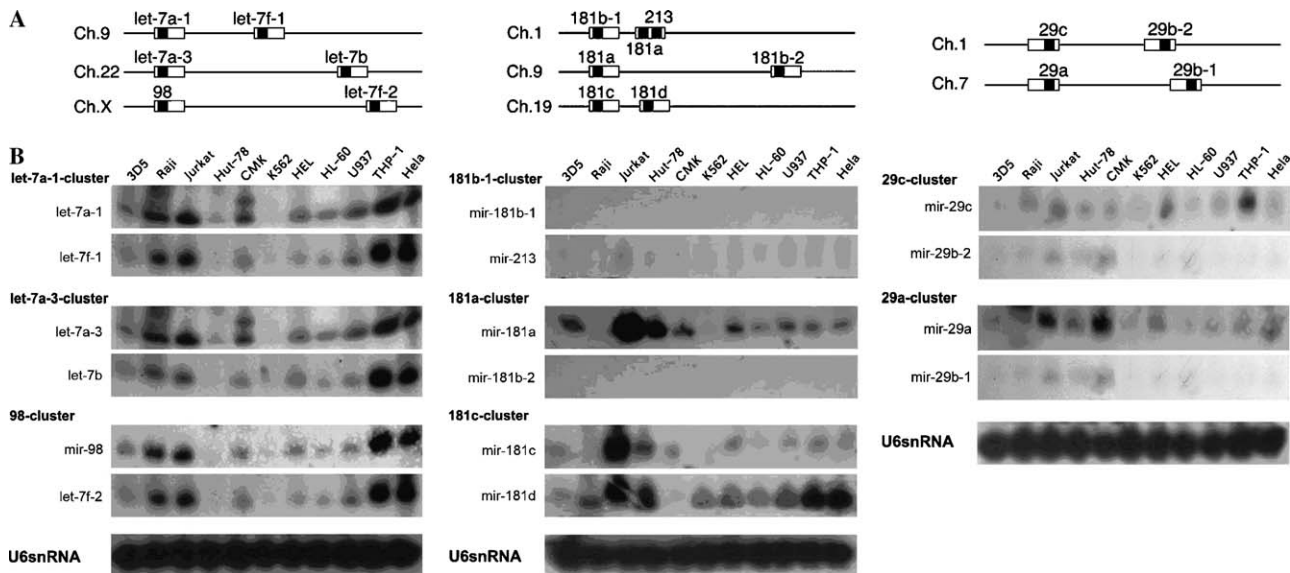 A
let-7a-1 let-7f-1
Ch.9
let-7a-3 let-7b
Ch.22
98 let-7f-2
Ch.X
181b-1 213
Ch.1
181a
181a 181b-2
Ch.9
181c 181d
Ch.19
29c 29b-2
Ch.1
29a 29b-1
Ch.7
B
3D5 Raji Jurkat Hut-78 CMK K562 HEL HL-60 U937 THP-1 Hela
let-7a-1-cluster
let-7a-1
let-7f-1
let-7a-3-cluster
let-7a-3
let-7b
98-cluster
mir-98
let-7f-2
U6snRNA
3D5 Raji Jurkat Hut-78 CMK K562 HEL HL-60 U937 THP-1 Hela
181b-1-cluster
mir-181b-1
mir-213
181a-cluster
mir-181a
mir-181b-2
181c-cluster
mir-181c
mir-181d
U6snRNA
3D5 Raji Jurkat Hut-78 CMK K562 HEL HL-60 U937 THP-1 Hela
29c-cluster
mir-29c
mir-29b-2
29a-cluster
mir-29a
mir-29b-1
U6snRNA